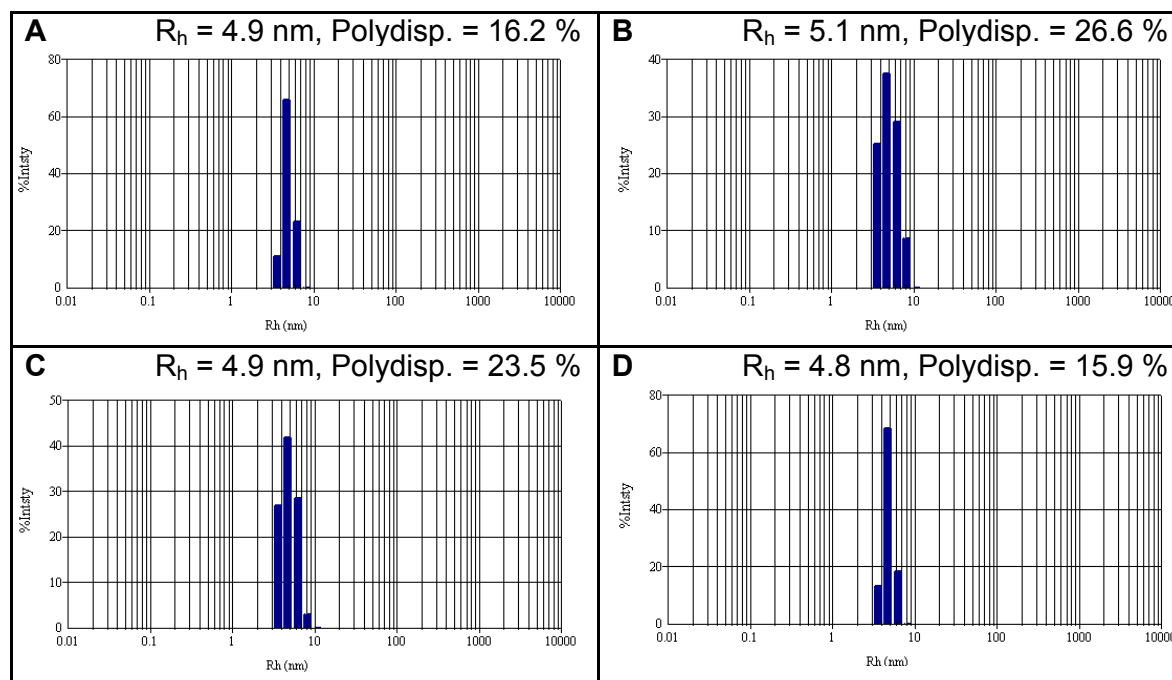 A R_h = 4.9 nm, Polydisp. = 16.2 %
80
60
40
20
0
%Intsty
0.01 0.1 1 10 100 1000 10000
Rh (nm)
B R_h = 5.1 nm, Polydisp. = 26.6 %
40
30
20
10
0
%Intsty
0.01 0.1 1 10 100 1000 10000
Rh (nm)
C R_h = 4.9 nm, Polydisp. = 23.5 %
50
40
30
20
10
0
%Intsty
0.01 0.1 1 10 100 1000 10000
Rh (nm)
D R_h = 4.8 nm, Polydisp. = 15.9 %
80
60
40
20
0
%Intsty
0.01 0.1 1 10 100 1000 10000
Rh (nm)